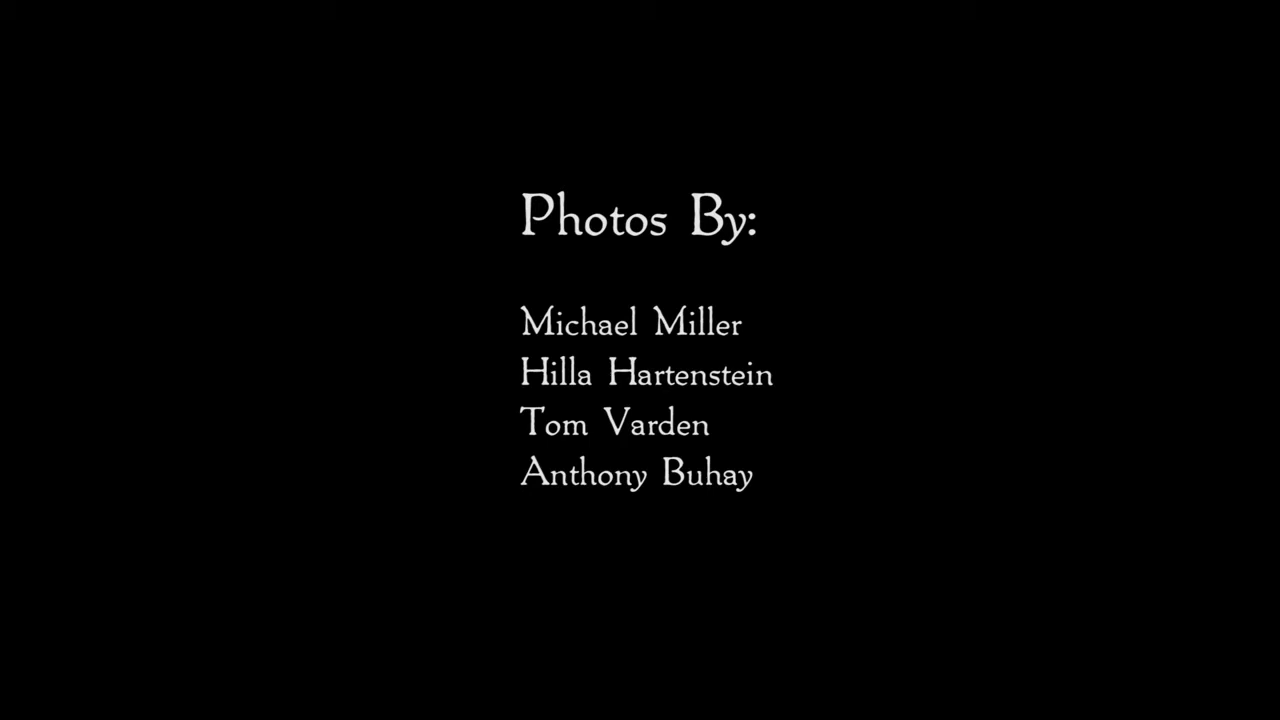 Photos By:
Michael Miller
Hilla Hartenstein
Tom Varden
Anthony Buhay